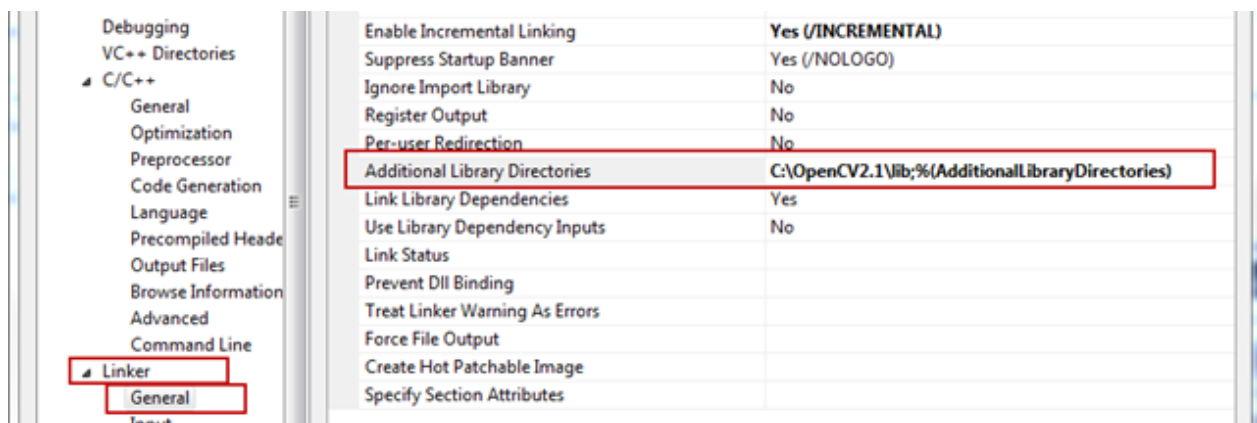 Debugging
VC++ Directories
C/C++
General
Optimization
Preprocessor
Code Generation
Language
Precompiled Heade
Output Files
Browse Information
Advanced
Command Line
Linker
General
Input
Enable Incremental Linking Yes (/INCREMENTAL)
Suppress Startup Banner Yes (/NOLOGO)
Ignore Import Library No
Register Output No
Per-user Redirection No
Additional Library Directories C:\OpenCV2.1\lib;%(AdditionalLibraryDirectories)
Link Library Dependencies Yes
Use Library Dependency Inputs No
Link Status
Prevent Dll Binding
Treat Linker Warning As Errors
Force File Output
Create Hot Patchable Image
Specify Section Attributes